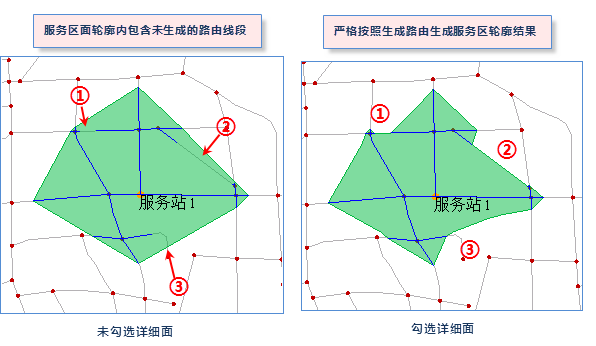 服务区面轮廓内包含未生成的路由线段
严格按照生成路由生成服务区轮廓结果
①
②
服务站1
③
①
②
服务站1
③
未勾选详细面
勾选详细面